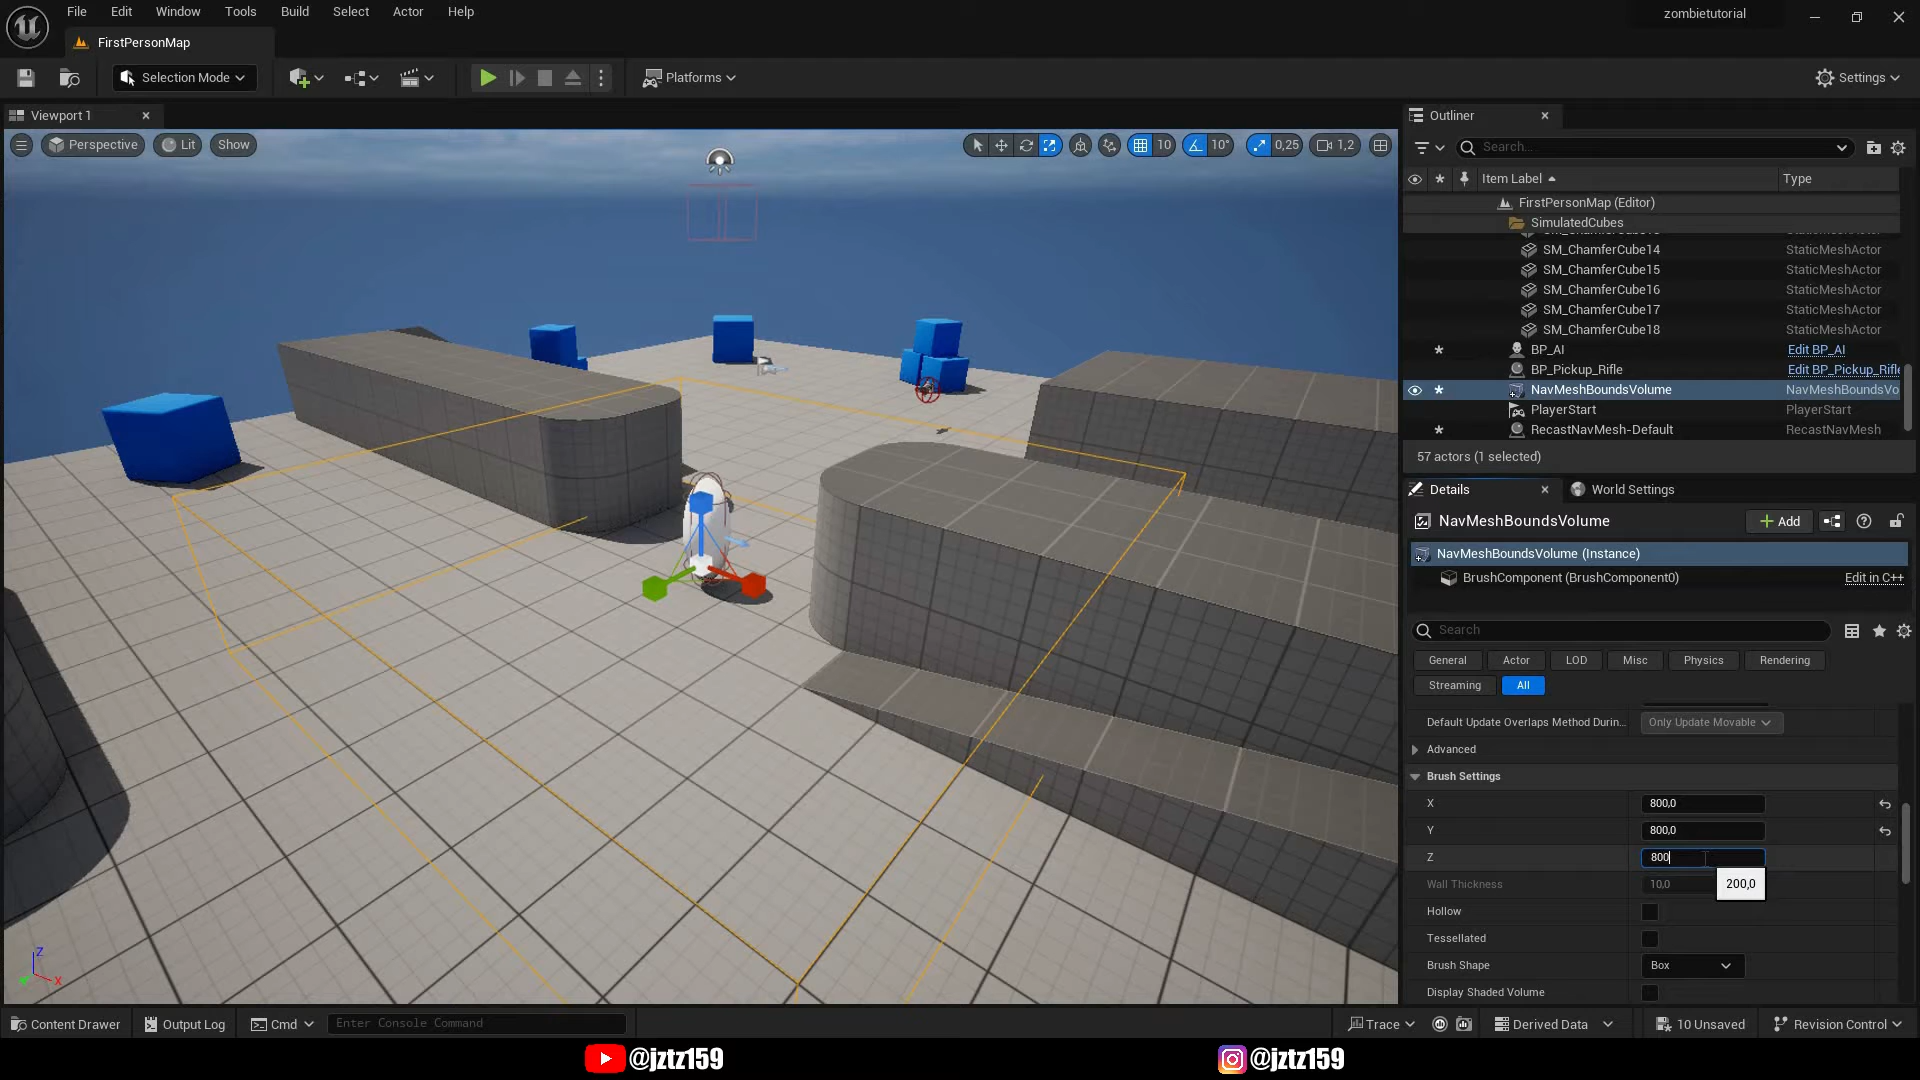 File Edit Window Tools Build Select Actor Help
zombietutorial
FirstPersonMap
Selection Mode
Platforms
Settings
Viewport 1
Perspective Lit Show
10 10° 0,25 1,2
Outliner
Search...
Item Label Type
FirstPersonMap (Editor)
SimulatedCubes
SM_ChamferCube14 StaticMeshActor
SM_ChamferCube15 StaticMeshActor
SM_ChamferCube16 StaticMeshActor
SM_ChamferCube17 StaticMeshActor
SM_ChamferCube18 StaticMeshActor
BP_AI Edit BP_AI
BP_Pickup_Rifle Edit BP_Pickup_Rifle
NavMeshBoundsVolume NavMeshBoundsVo
PlayerStart PlayerStart
RecastNavMesh-Default RecastNavMesh
57 actors (1 selected)
Details World Settings
NavMeshBoundsVolume Add
NavMeshBoundsVolume (Instance)
BrushComponent (BrushComponent0) Edit in C++
Search
General Actor LOD Misc Physics Rendering
Streaming All
Default Update Overlaps Method Durin... Only Update Movable
Advanced
Brush Settings
X 800,0
Y 800,0
Z 800
Wall Thickness 10,0
200,0
Hollow
Tessellated
Brush Shape Box
Display Shaded Volume
Z
X
Content Drawer Output Log Cmd Enter Console Command Trace Derived Data 10 Unsaved Revision Control
@jztz159 @jztz159